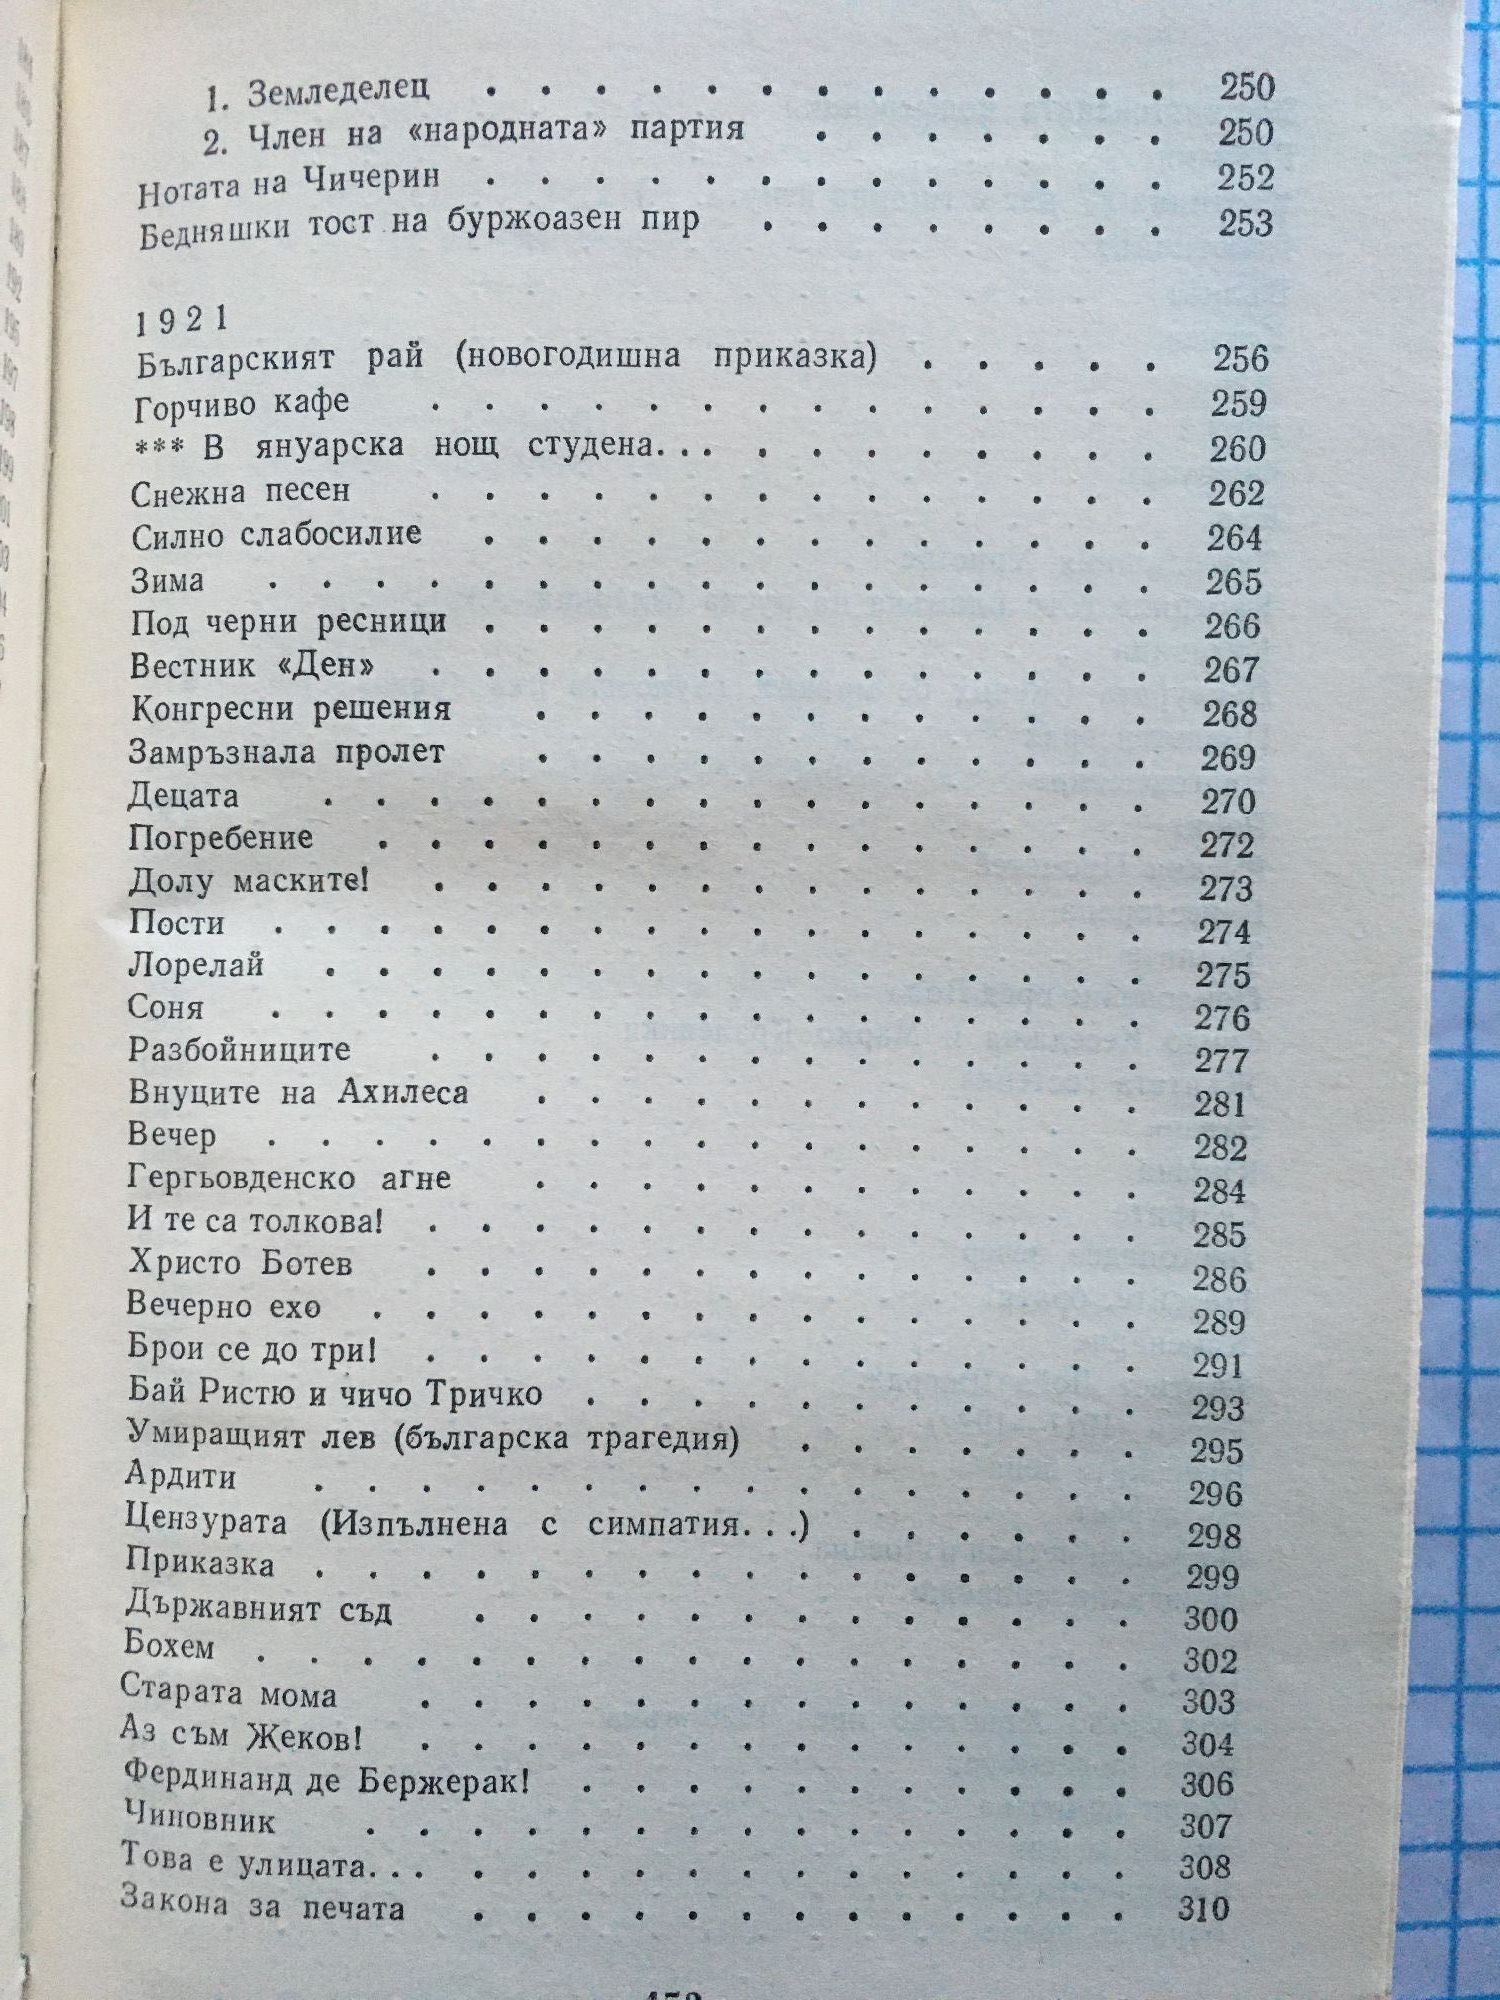 1. Земледелец . . . . . . . . . . . . . 250
2. Член на «народната» партия . . . . . . . 250
Нотата на Чичерин . . . . . . . . . . . . . 252
Бедняшки тост на буржоазен пир . . . . . . . . 253
1921
Българският рай (новогодишна приказка) . . . . . 256
Горчиво кафе . . . . . . . . . . . . . . 259
*** В януарска нощ студена. . . . . . . . . . . . 260
Снежна песен . . . . . . . . . . . . . . 262
Силно слабосилие . . . . . . . . . . . . . 264
Зима . . . . . . . . . . . . . . . . . 265
Под черни ресници . . . . . . . . . . . . . 266
Вестник «Ден» . . . . . . . . . . . . . . 267
Конгресни решения . . . . . . . . . . . . 268
Замръзнала пролет . . . . . . . . . . . . 269
Децата . . . . . . . . . . . . . . . . 270
Погребение . . . . . . . . . . . . . . . 272
Долу маските! . . . . . . . . . . . . . . 273
Пости . . . . . . . . . . . . . . . . . 274
Лорелай . . . . . . . . . . . . . . . . 275
Соня . . . . . . . . . . . . . . . . . 276
Разбойниците . . . . . . . . . . . . . . 277
Внуците на Ахилеса . . . . . . . . . . . . 281
Вечер . . . . . . . . . . . . . . . . . 282
Гергьовденско агне . . . . . . . . . . . . 284
И те са толкова! . . . . . . . . . . . . . . 285
Христо Ботев . . . . . . . . . . . . . . 286
Вечерно ехо . . . . . . . . . . . . . . . 289
Брои се до три! . . . . . . . . . . . . . . 291
Бай Ристю и чичо Тричко . . . . . . . . . . . 293
Умиращият лев (българска трагедия) . . . . . . . 295
Ардити . . . . . . . . . . . . . . . . 296
Цензурата (Изпълнена с симпатия. . .) . . . . . . 298
Приказка . . . . . . . . . . . . . . . . 299
Държавният съд . . . . . . . . . . . . . 300
Бохем . . . . . . . . . . . . . . . . . 302
Старата мома . . . . . . . . . . . . . . 303
Аз съм Жеков! . . . . . . . . . . . . . . 304
Фердинанд де Бержерак! . . . . . . . . . . . 306
Чиновник . . . . . . . . . . . . . . . 307
Това е улицата. . . . . . . . . . . . . . . . 308
Закона за печата . . . . . . . . . . . . . 310